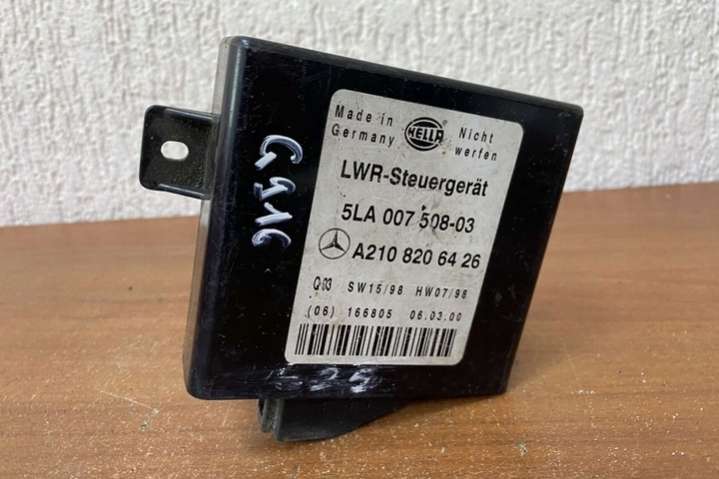 Made in
Germany
HELLA
Nicht
werfen
LWR-Steuergerät
5LA 007 508-03
A210 820 64 26
Q03 SW15/98 HW07/98
(06) 166805 06.03.00